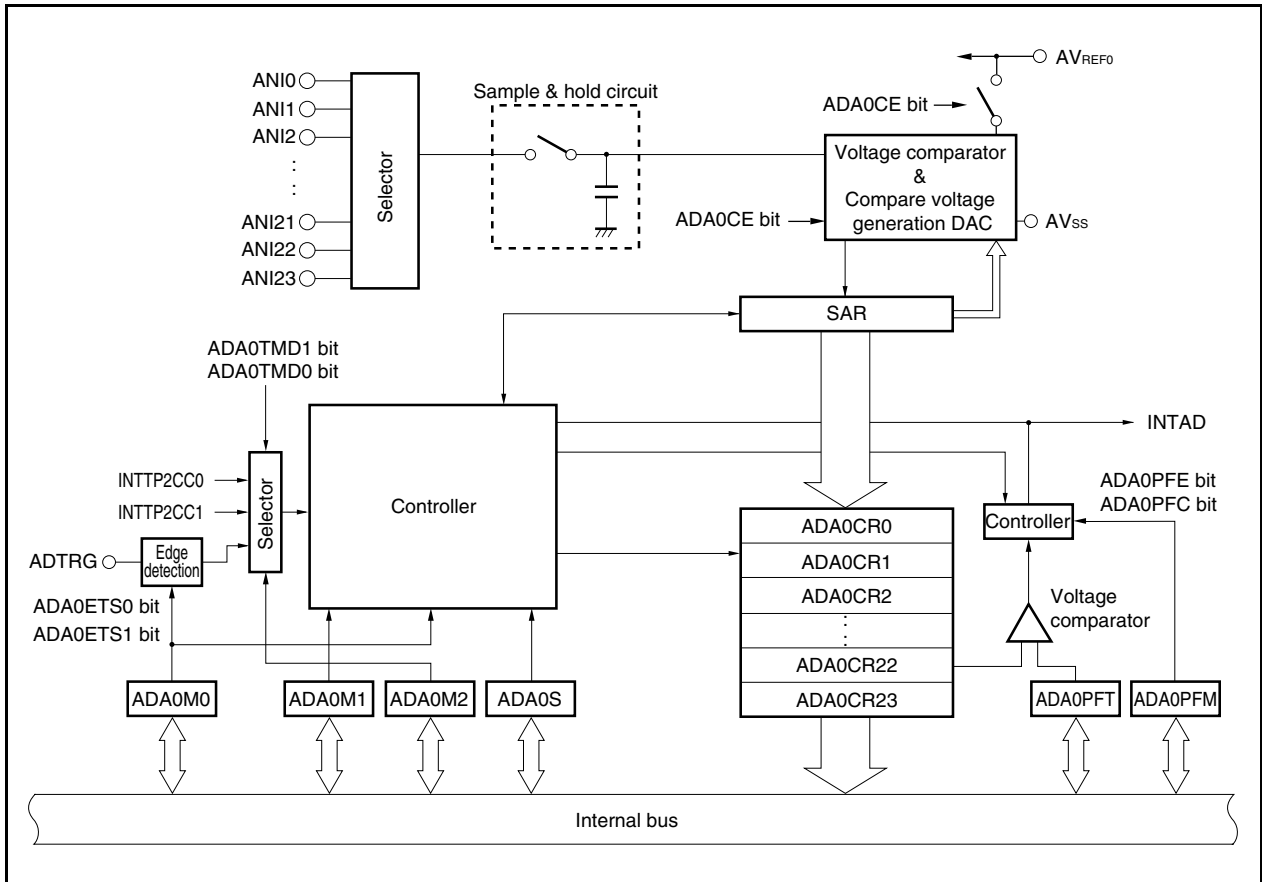 ANI0
ANI1
ANI2
ANI21
ANI22
ANI23
Selector
Sample & hold circuit
AVREF0
ADA0CE bit
Voltage comparator
&
Compare voltage
generation DAC
ADA0CE bit
AVSS
SAR
ADA0TMD1 bit
ADA0TMD0 bit
INTTP2CC0
INTTP2CC1
ADTRG
Edge
detection
Selector
ADA0ETS0 bit
ADA0ETS1 bit
Controller
INTAD
ADA0PFE bit
ADA0PFC bit
Controller
Voltage
comparator
ADA0CR0
ADA0CR1
ADA0CR2
ADA0CR22
ADA0CR23
ADA0M0
ADA0M1
ADA0M2
ADA0S
ADA0PFT
ADA0PFM
Internal bus